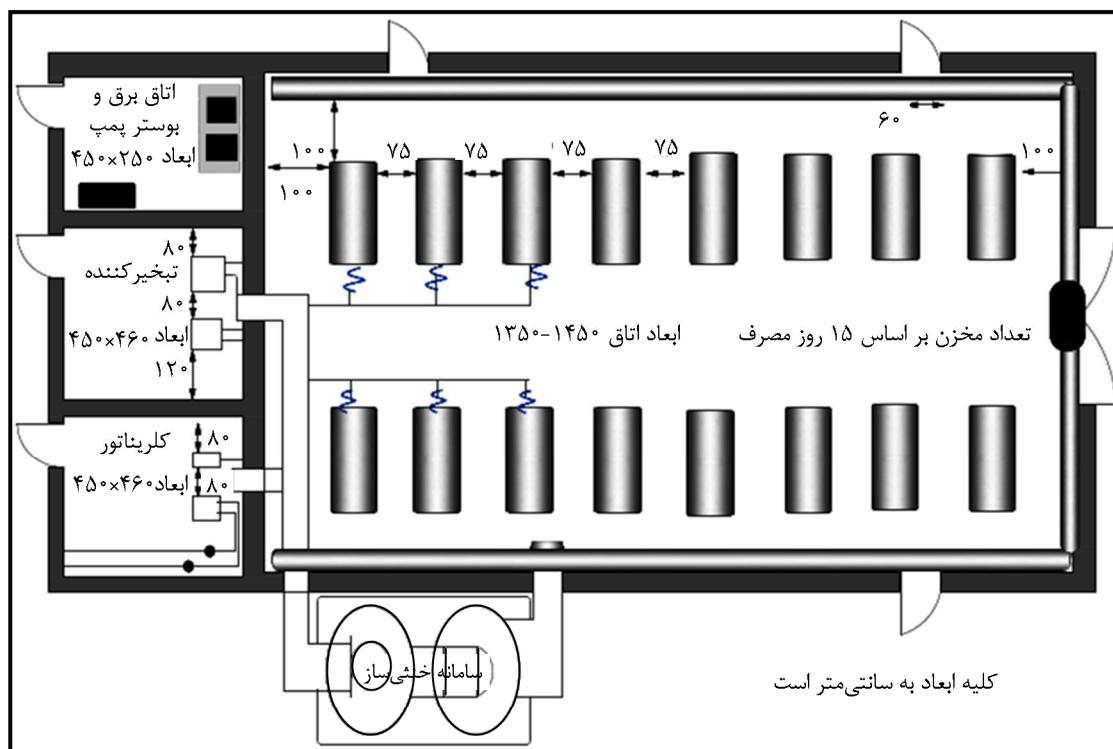 اتاق برق و
بوستر پمپ
ابعاد ۲۵۰×۴۵۰
۱۰۰
۱۰۰
۷۵
۷۵
۷۵
۷۵
۶۰
۱۰۰
۸۰
تبخیرکننده
۸۰
ابعاد ۴۶۰×۴۵۰
۱۲۰
ابعاد اتاق ۱۴۵۰-۱۳۵۰
تعداد مخزن بر اساس ۱۵ روز مصرف
کلریناتور
۸۰
ابعاد۴۶۰×۴۵۰
۸۰
سامانه خنثی‌ساز
کلیه ابعاد به سانتی‌متر است